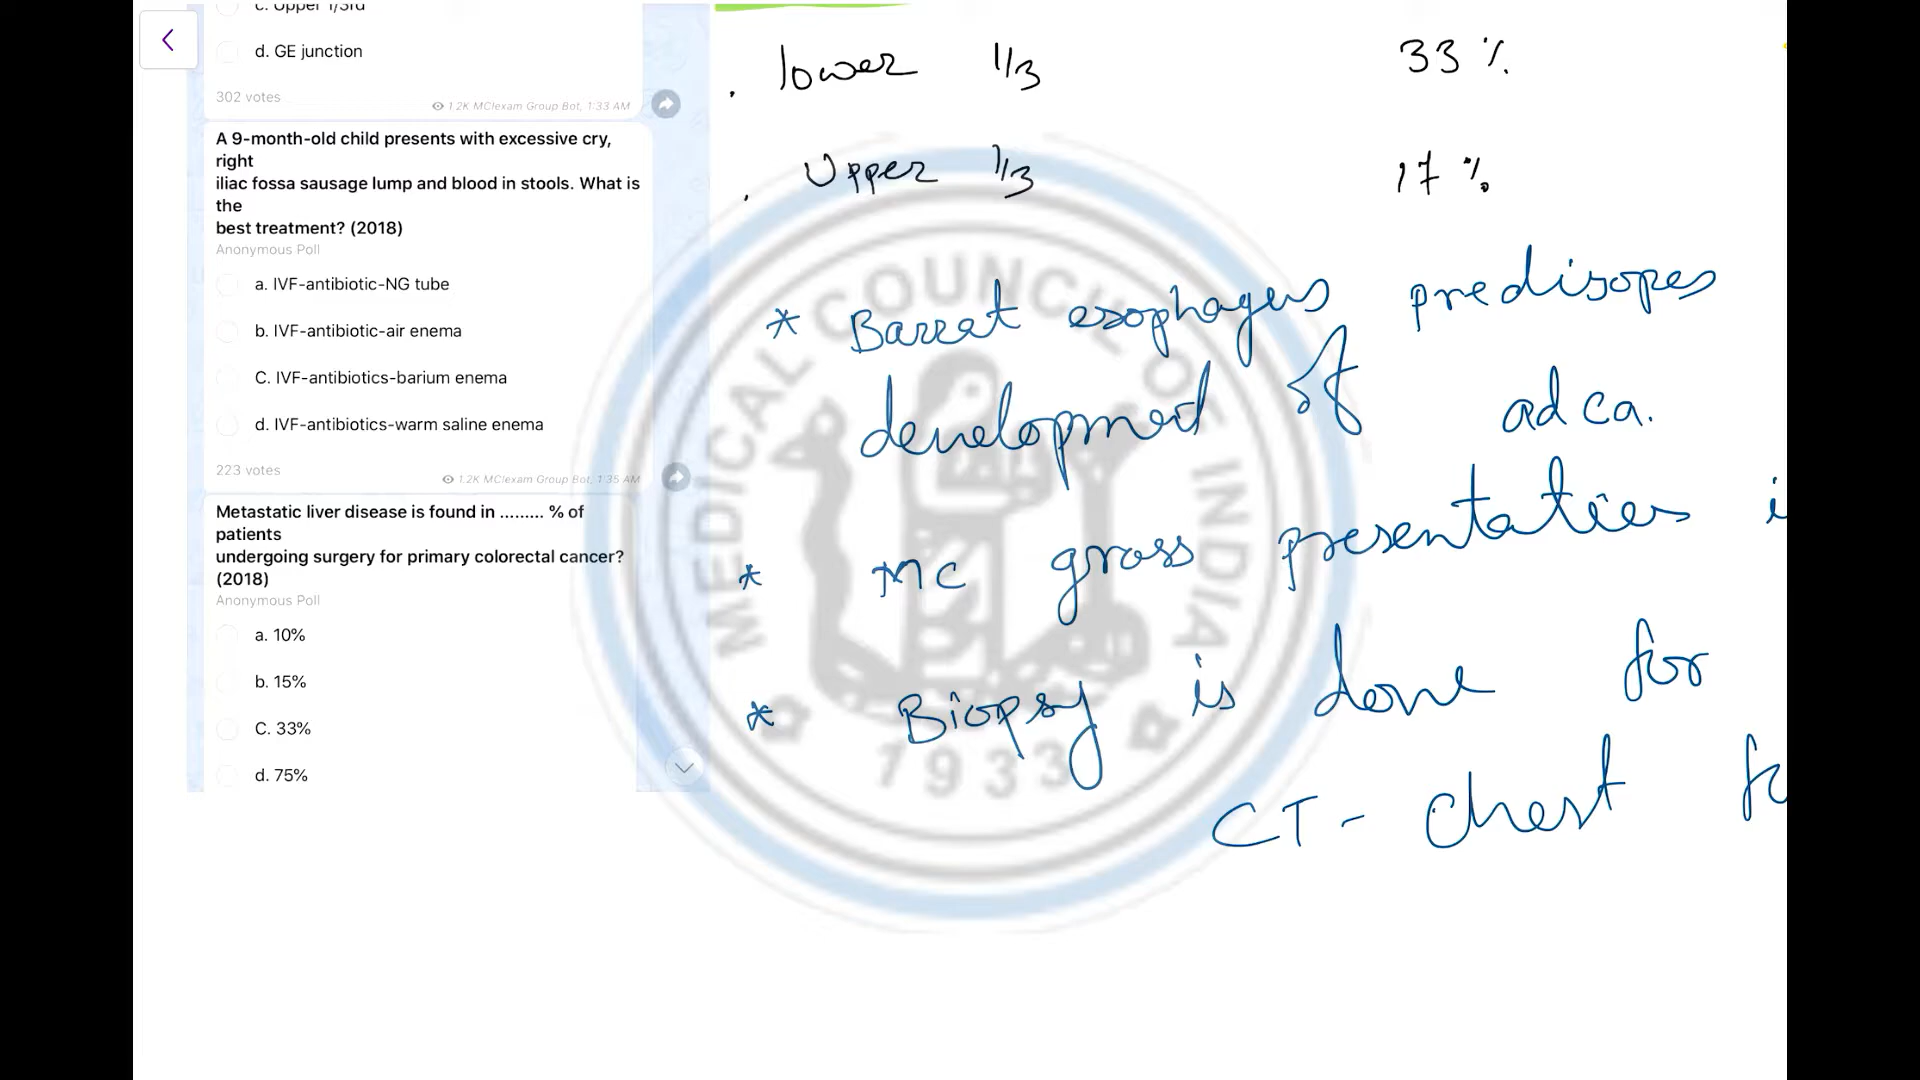 c. Upper 1/3rd
d. GE junction
302 votes
1.2K MCIexam Group Bot, 1:33 AM
A 9-month-old child presents with excessive cry,
right
iliac fossa sausage lump and blood in stools. What is
the
best treatment? (2018)
Anonymous Poll
a. IVF-antibiotic-NG tube
b. IVF-antibiotic-air enema
C. IVF-antibiotics-barium enema
d. IVF-antibiotics-warm saline enema
223 votes
1.2K MCIexam Group Bot, 1:35 AM
Metastatic liver disease is found in ......... % of
patients
undergoing surgery for primary colorectal cancer?
(2018)
Anonymous Poll
a. 10%
b. 15%
C. 33%
d. 75%
. lower 1/3 33 %
. Upper 1/3 17 %
* Barret esophagus predisopes
development of adca.
* MC gross presentation i
* Biopsy is done for
CT- chest fo
MEDICAL COUNCIL OF INDIA
1933